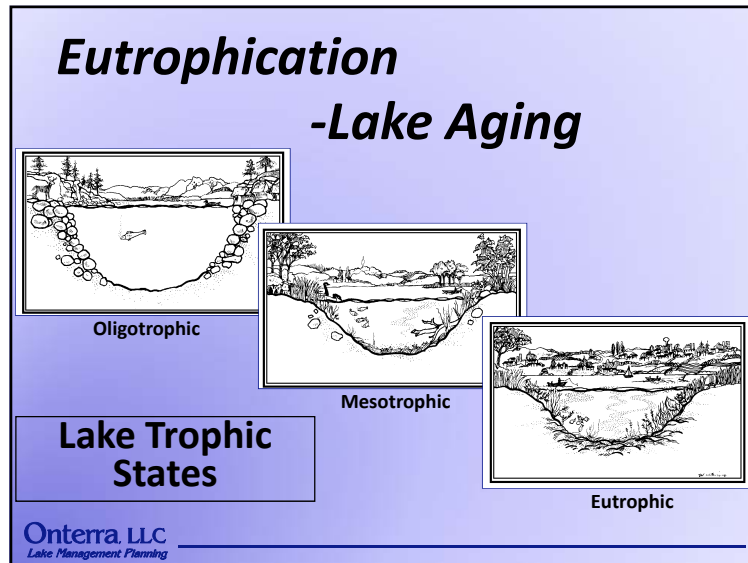 Eutrophication
-Lake Aging
Oligotrophic
Mesotrophic
Eutrophic
Lake Trophic
States
Onterra, LLC
Lake Management Planning